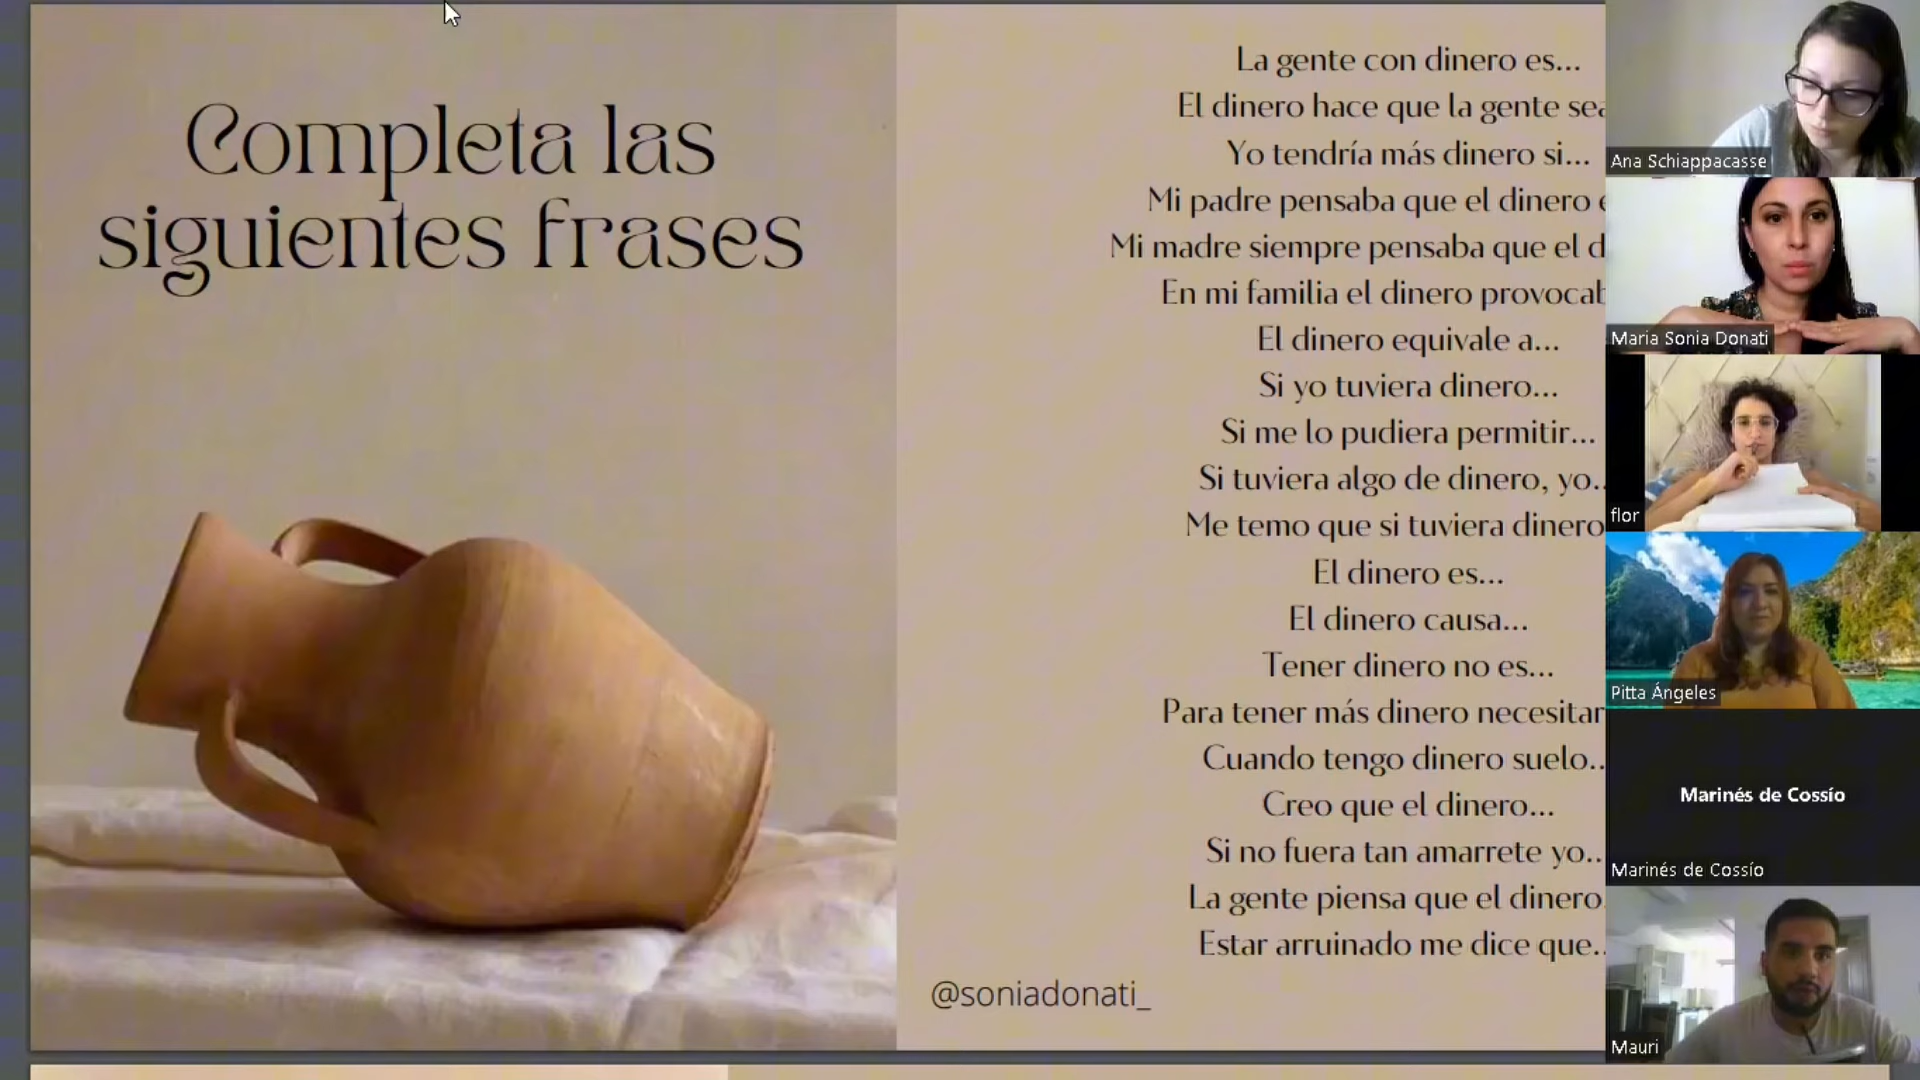 Completa las
siguientes frases
La gente con dinero es...
El dinero hace que la gente sea
Yo tendría más dinero si...
Mi padre pensaba que el dinero
Mi madre siempre pensaba que el d
En mi familia el dinero provocab
El dinero equivale a...
Si yo tuviera dinero...
Si me lo pudiera permitir...
Si tuviera algo de dinero, yo..
Me temo que si tuviera dinero
El dinero es...
El dinero causa...
Tener dinero no es...
Para tener más dinero necesitar
Cuando tengo dinero suelo..
Creo que el dinero...
Si no fuera tan amarrete yo..
La gente piensa que el dinero.
Estar arruinado me dice que..
@soniadonati_
Ana Schiappacasse
Maria Sonia Donati
flor
Pitta Ángeles
Marinés de Cossío
Marinés de Cossío
Mauri